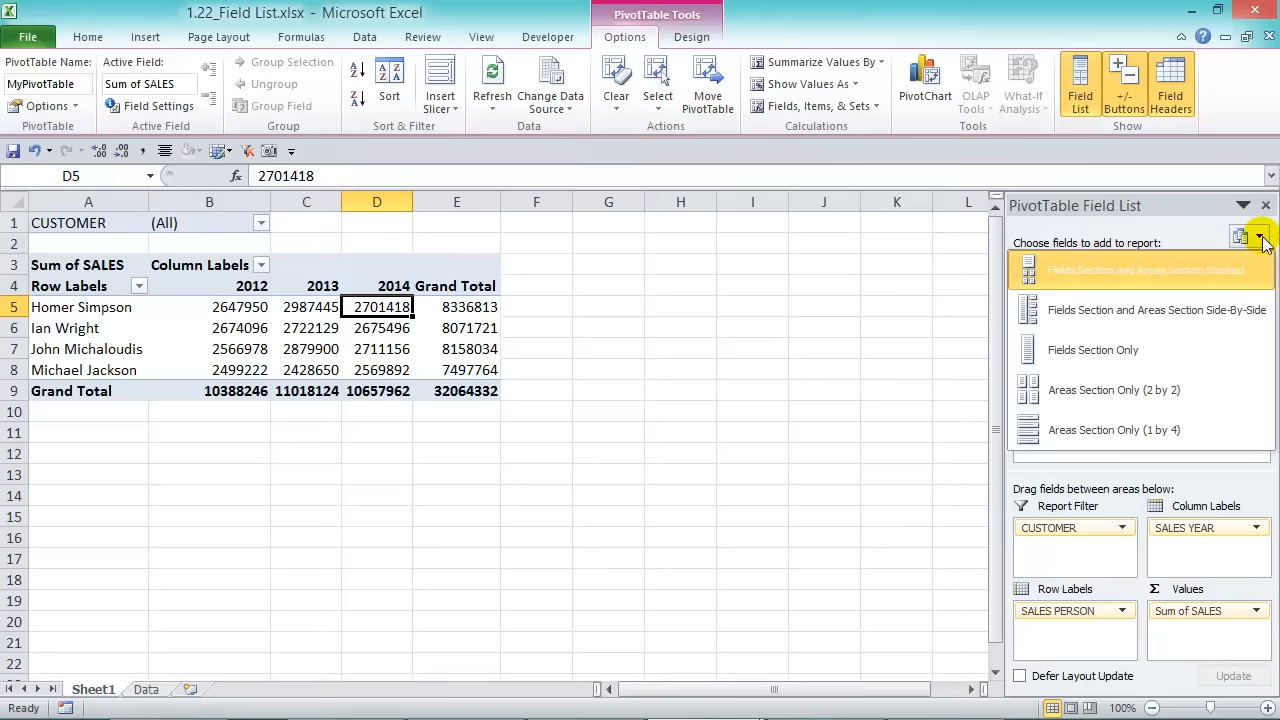 1.22_Field List.xlsx - Microsoft Excel
PivotTable Tools
File Home Insert Page Layout Formulas Data Review View Developer Options Design
PivotTable Name:
MyPivotTable
Options
PivotTable
Active Field:
Sum of SALES
Field Settings
Active Field
Group Selection
Ungroup
Group Field
Group
Sort
Insert
Slicer
Sort & Filter
Refresh
Change Data
Source
Data
Clear
Select
Move
PivotTable
Actions
Summarize Values By
Show Values As
Fields, Items, & Sets
Calculations
PivotChart
OLAP
Tools
What-If
Analysis
Tools
Field
List
+/-
Buttons
Field
Headers
Show
D5 fx 2701418
A B C D E F G H I J K L
1 CUSTOMER (All)
2
3 Sum of SALES Column Labels
4 Row Labels 2012 2013 2014 Grand Total
5 Homer Simpson 2647950 2987445 2701418 8336813
6 Ian Wright 2674096 2722129 2675496 8071721
7 John Michaloudis 2566978 2879900 2711156 8158034
8 Michael Jackson 2499222 2428650 2569892 7497764
9 Grand Total 10388246 11018124 10657962 32064332
10
11
12
13
14
15
16
17
18
19
20
21
22
PivotTable Field List
Choose fields to add to report:
Fields Section and Areas Section Stacked
Fields Section and Areas Section Side-By-Side
Fields Section Only
Areas Section Only (2 by 2)
Areas Section Only (1 by 4)
Drag fields between areas below:
Report Filter Column Labels
CUSTOMER SALES YEAR
Row Labels Σ Values
SALES PERSON Sum of SALES
Defer Layout Update Update
Sheet1 Data
Ready 100%